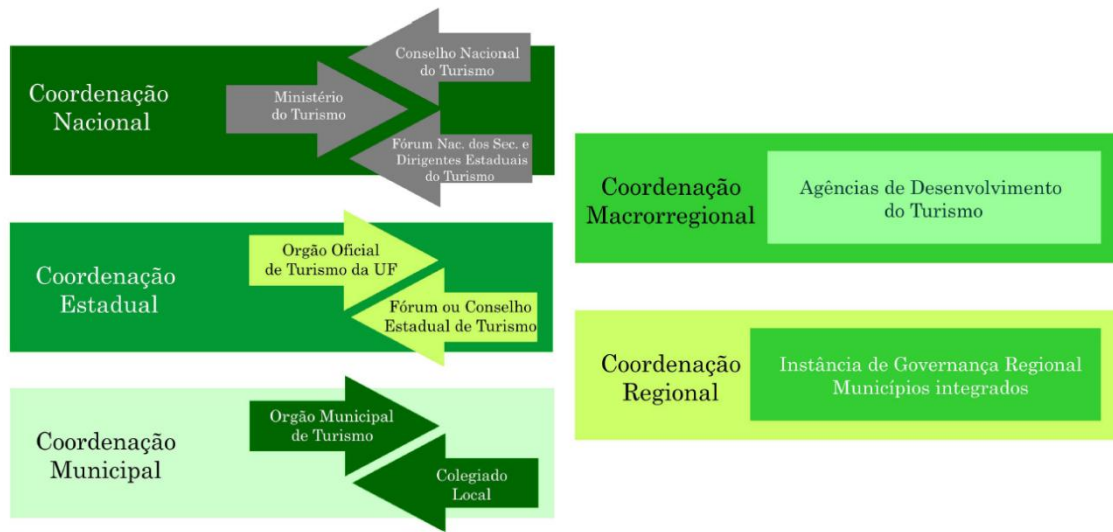 Coordenação
Nacional
Conselho Nacional
do Turismo
Ministério
do Turismo
Fórum Nac. dos Sec. e
Dirigentes Estaduais
do Turismo
Coordenação
Estadual
Orgão Oficial
de Turismo da UF
Fórum ou Conselho
Estadual de Turismo
Coordenação
Municipal
Orgão Municipal
de Turismo
Colegiado
Local
Coordenação
Macrorregional
Agências de Desenvolvimento
do Turismo
Coordenação
Regional
Instância de Governança Regional
Municípios integrados